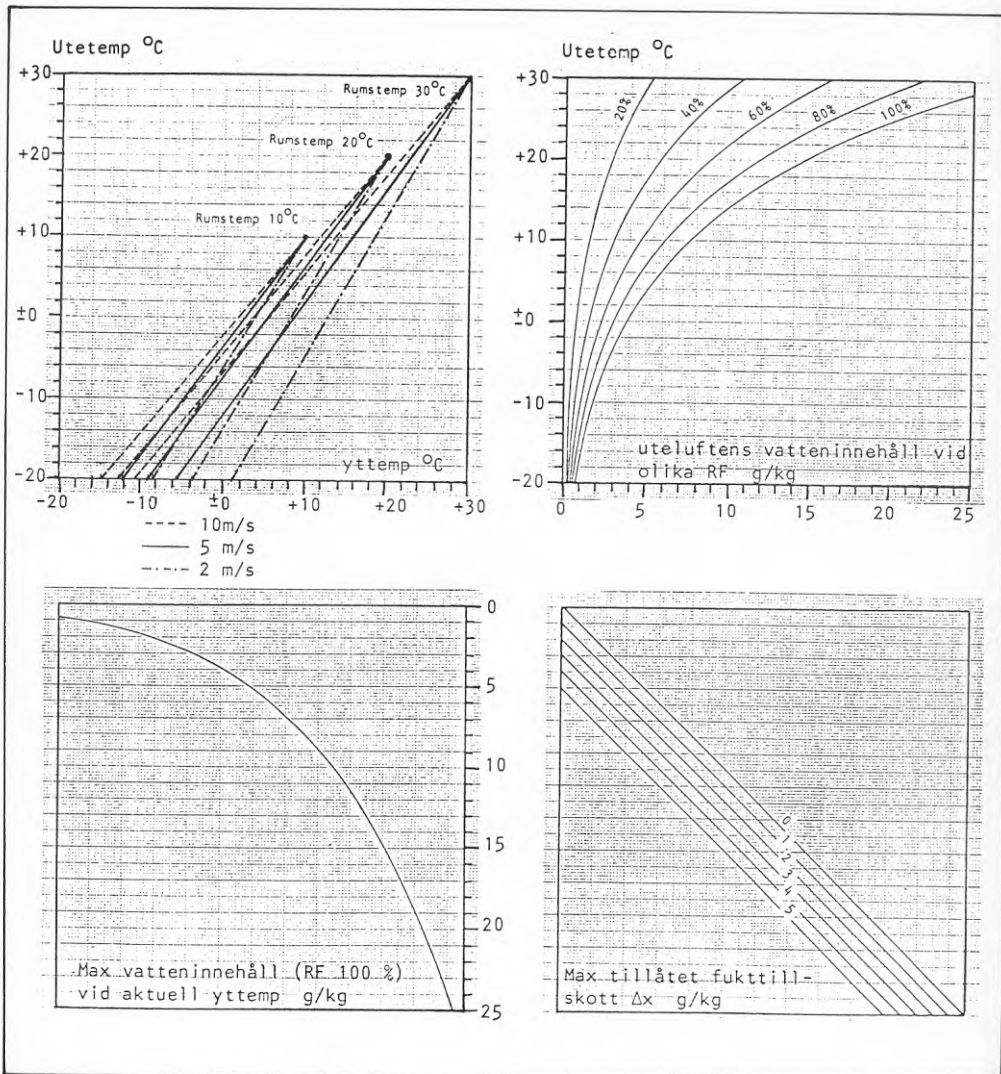 Utetemp °C
+30
+20
+10
±0
-10
-20
Rumstemp 30°C
Rumstemp 20°C
Rumstemp 10°C
yttemp °C
-20
-10
±0
+10
+20
+30
---- 10m/s
—— 5 m/s
—·—·— 2 m/s
Utetemp °C
+30
+20
+10
±0
-10
-20
20%
40%
60%
80%
100%
uteluftens vatteninnehåll vid
olika RF g/kg
0
5
10
15
20
25
0
5
10
15
20
25
Max vatteninnehåll (RF 100 %)
vid aktuell yttemp g/kg
0
1
2
3
4
5
Max tillåtet fukttill-
skott Δx g/kg